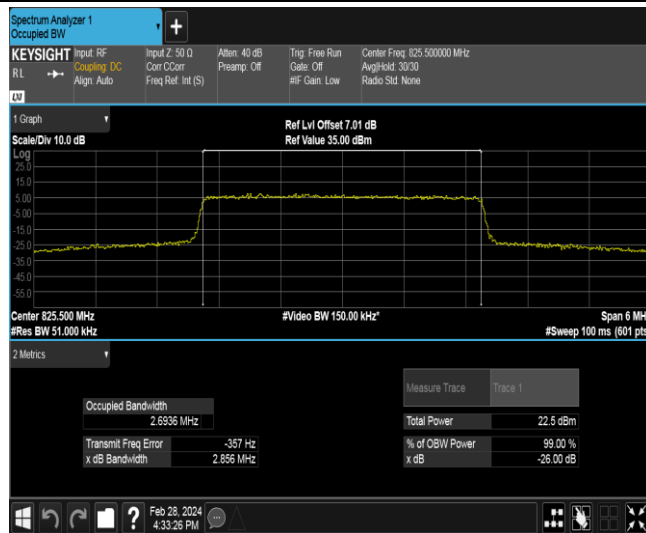 Spectrum Analyzer 1
Occupied BW
+
KEYSIGHT
RL
Input: RF
Coupling: DC
Align: Auto
Input Z: 50 Ω
Corr CCorr
Freq Ref: Int (S)
Atten: 40 dB
Preamp: Off
Trig: Free Run
Gate: Off
#IF Gain: Low
Center Freq: 825.500000 MHz
Avg|Hold: 30/30
Radio Std: None
1 Graph
Scale/Div 10.0 dB
Ref Lvl Offset 7.01 dB
Ref Value 35.00 dBm
Log
25.0
15.0
5.00
-5.00
-15.0
-25.0
-35.0
-45.0
-55.0
Center 825.500 MHz
#Video BW 150.00 kHz*
Span 6 MH
#Res BW 51.000 kHz
#Sweep 100 ms (601 pts
2 Metrics
Measure Trace
Trace 1
Occupied Bandwidth
2.6936 MHz
Total Power
22.5 dBm
Transmit Freq Error
-357 Hz
% of OBW Power
99.00 %
x dB Bandwidth
2.856 MHz
x dB
-26.00 dB
?
Feb 28, 2024
4:33:26 PM